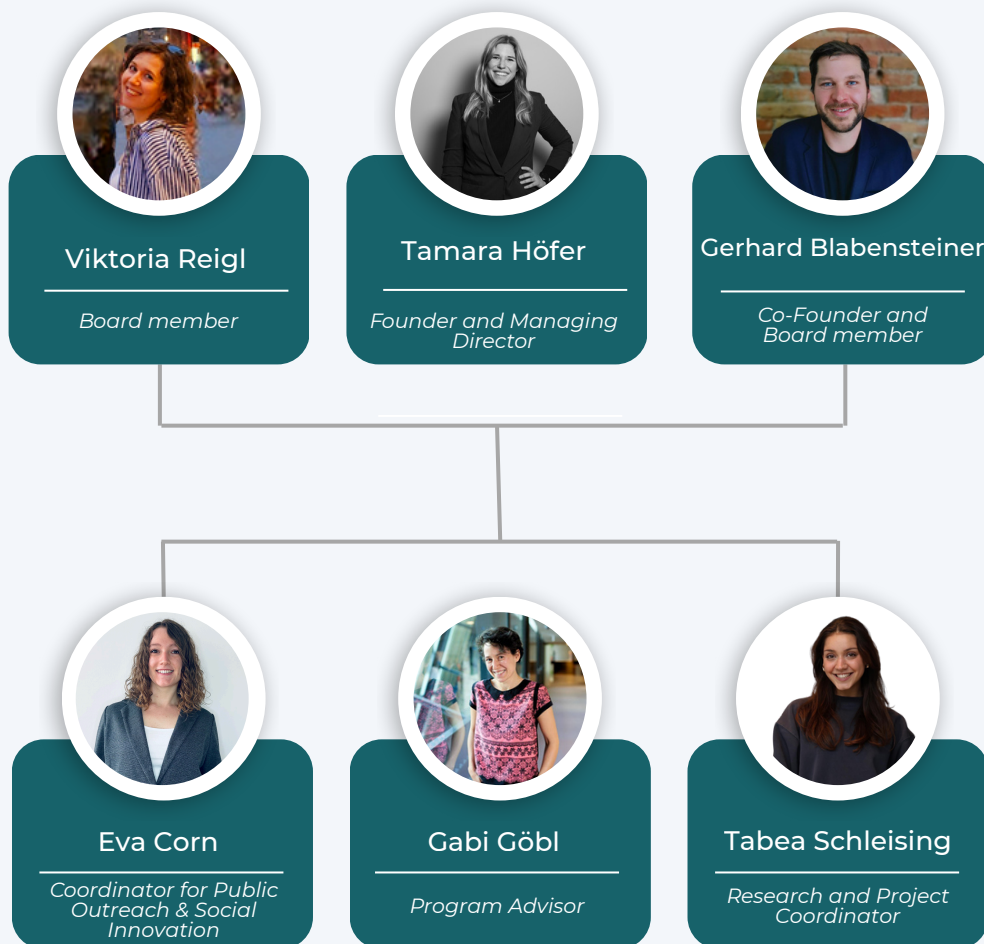 Viktoria Reigl
Board member
Tamara Höfer
Founder and Managing
Director
Gerhard Blabensteiner
Co-Founder and
Board member
Eva Corn
Coordinator for Public
Outreach & Social
Innovation
Gabi Göbl
Program Advisor
Tabea Schleising
Research and Project
Coordinator